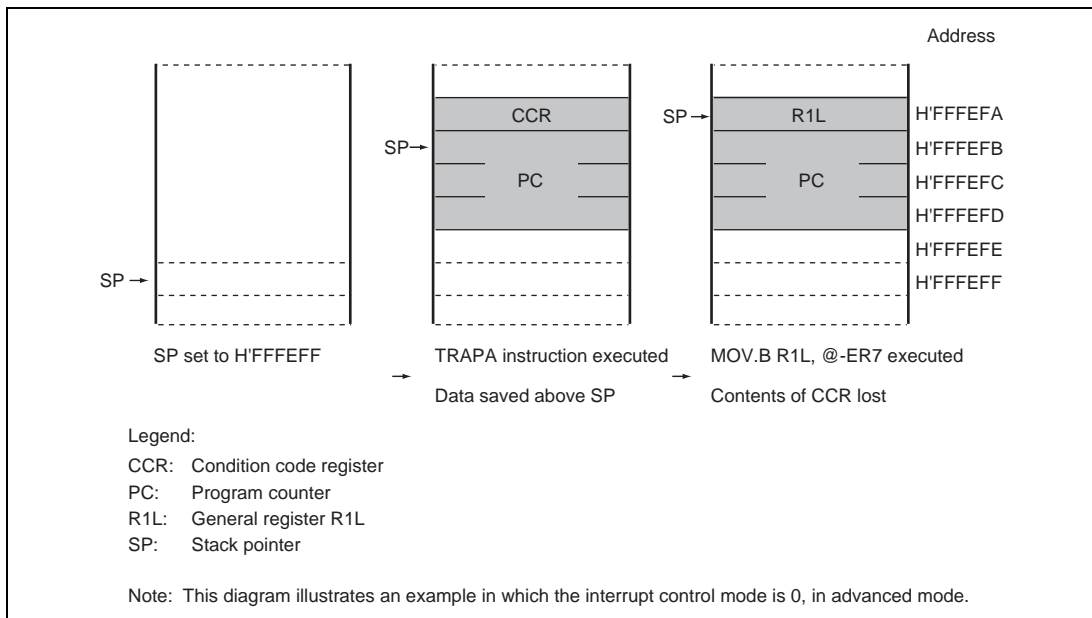 Address
CCR
SP
R1L
H'FFFEFA
SP
H'FFFEFB
PC
PC
H'FFFEFC
H'FFFEFD
H'FFFEFE
SP
H'FFFEFF
SP set to H'FFFEFF
TRAPA instruction executed
MOV.B R1L, @-ER7 executed
Data saved above SP
Contents of CCR lost
Legend:
CCR: Condition code register
PC: Program counter
R1L: General register R1L
SP: Stack pointer
Note: This diagram illustrates an example in which the interrupt control mode is 0, in advanced mode.